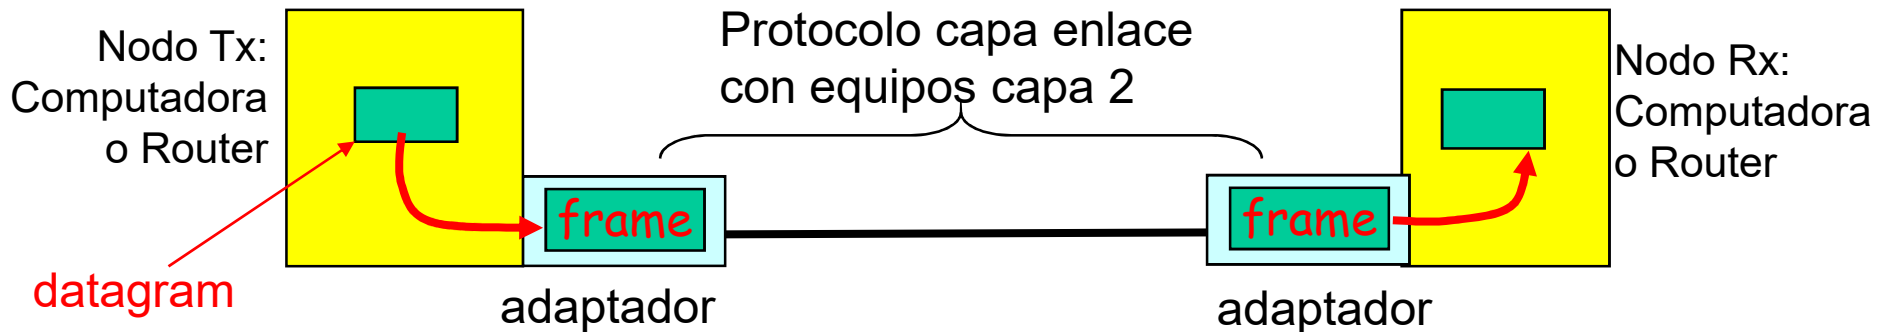 Nodo Tx:
Computadora
o Router
Protocolo capa enlace
con equipos capa 2
Nodo Rx:
Computadora
o Router
frame
frame
datagram
adaptador
adaptador